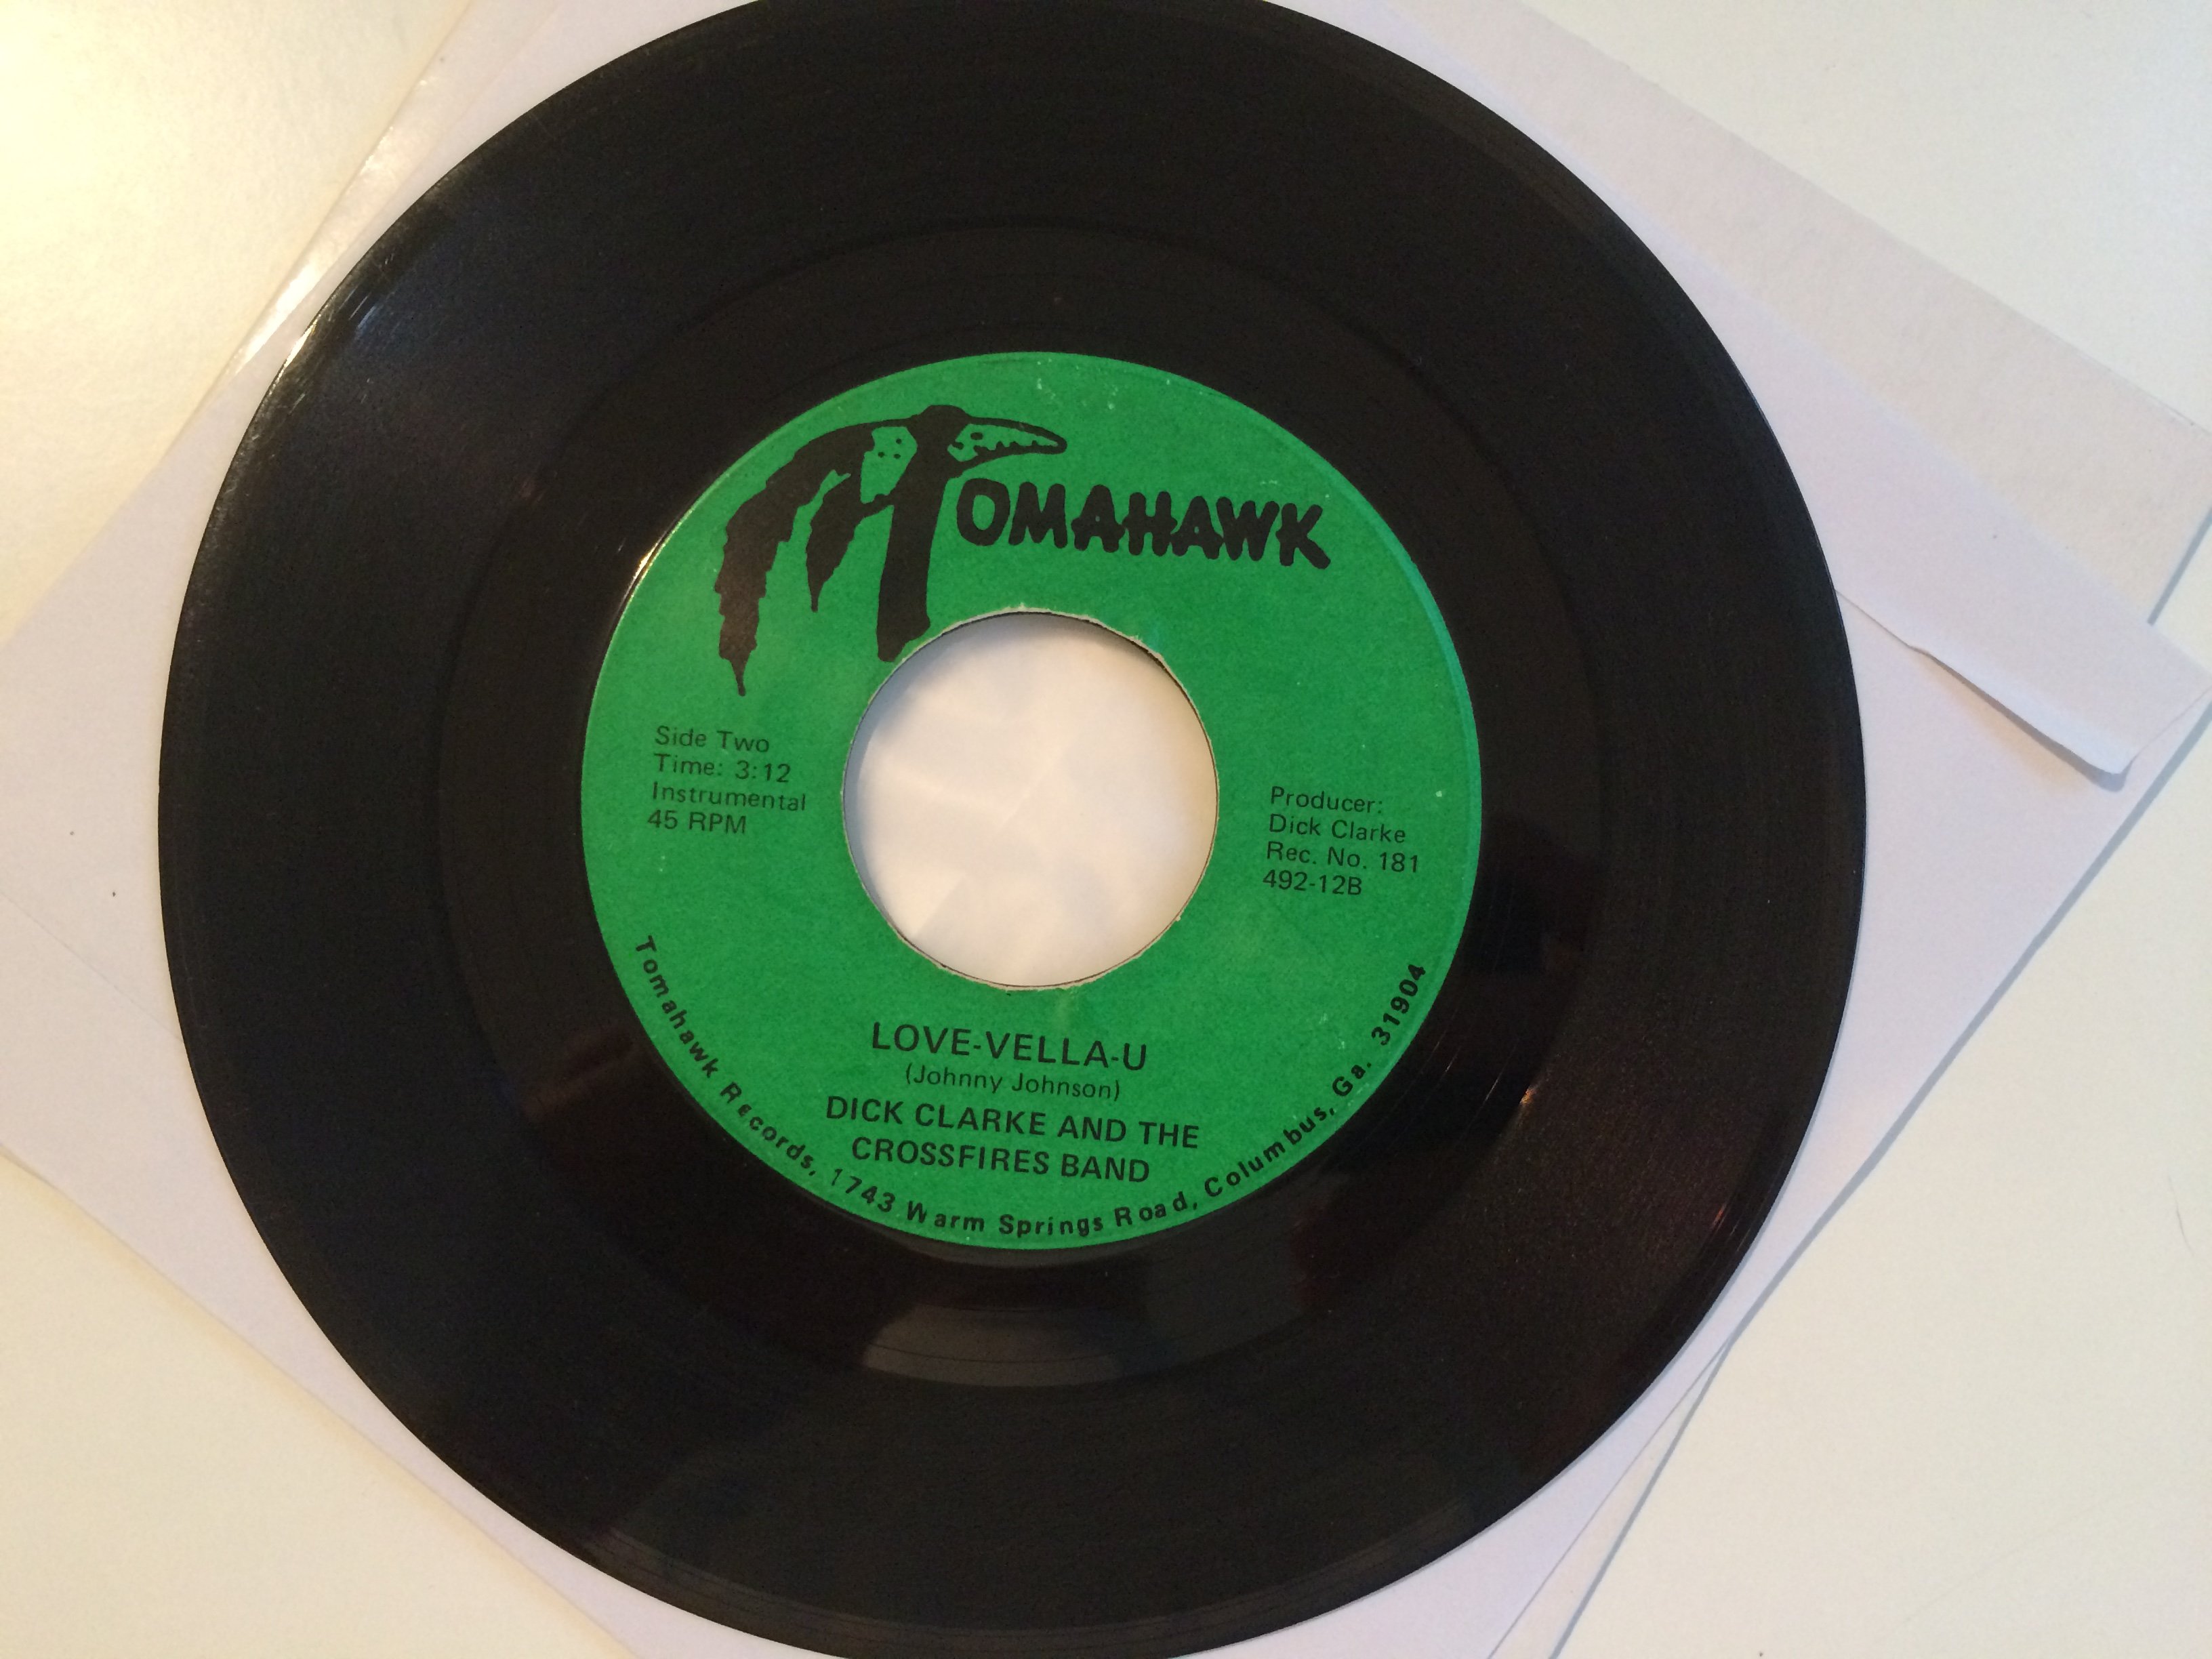 TOMAHAWK
Side Two
Time: 3:12
Instrumental
45 RPM
Producer:
Dick Clarke
Rec. No. 181
492-12B
LOVE-VELLA-U
(Johnny Johnson)
DICK CLARKE AND THE
CROSSFIRES BAND
Tomahawk Records, 1743 Warm Springs Road, Columbus, Ga. 31904